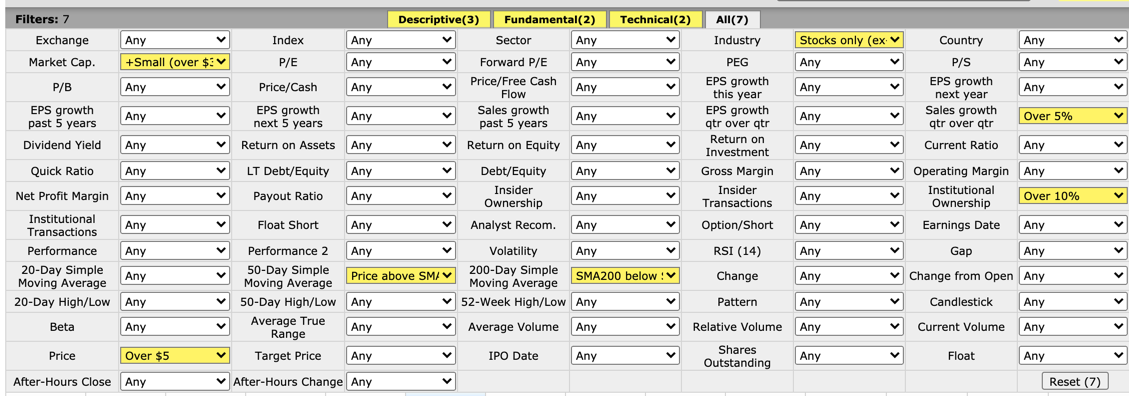 Filters: 7 Descriptive(3) Fundamental(2) Technical(2) All(7)
Exchange Any Index Any Sector Any Industry Stocks only (ex- Country Any
Market Cap. +Small (over $3 P/E Any Forward P/E Any PEG Any P/S Any
P/B Any Price/Cash Any Price/Free Cash Flow Any EPS growth this year Any EPS growth next year Any
EPS growth past 5 years Any EPS growth next 5 years Any Sales growth past 5 years Any EPS growth qtr over qtr Any Sales growth qtr over qtr Over 5%
Dividend Yield Any Return on Assets Any Return on Equity Any Return on Investment Any Current Ratio Any
Quick Ratio Any LT Debt/Equity Any Debt/Equity Any Gross Margin Any Operating Margin Any
Net Profit Margin Any Payout Ratio Any Insider Ownership Any Insider Transactions Any Institutional Ownership Over 10%
Institutional Transactions Any Float Short Any Analyst Recom. Any Option/Short Any Earnings Date Any
Performance Any Performance 2 Any Volatility Any RSI (14) Any Gap Any
20-Day Simple Moving Average Any 50-Day Simple Moving Average Price above SMA 200-Day Simple Moving Average SMA200 below Change Any Change from Open Any
20-Day High/Low Any 50-Day High/Low Any 52-Week High/Low Any Pattern Any Candlestick Any
Beta Any Average True Range Any Average Volume Any Relative Volume Any Current Volume Any
Price Over $5 Target Price Any IPO Date Any Shares Outstanding Any Float Any
After-Hours Close Any After-Hours Change Any Reset (7)